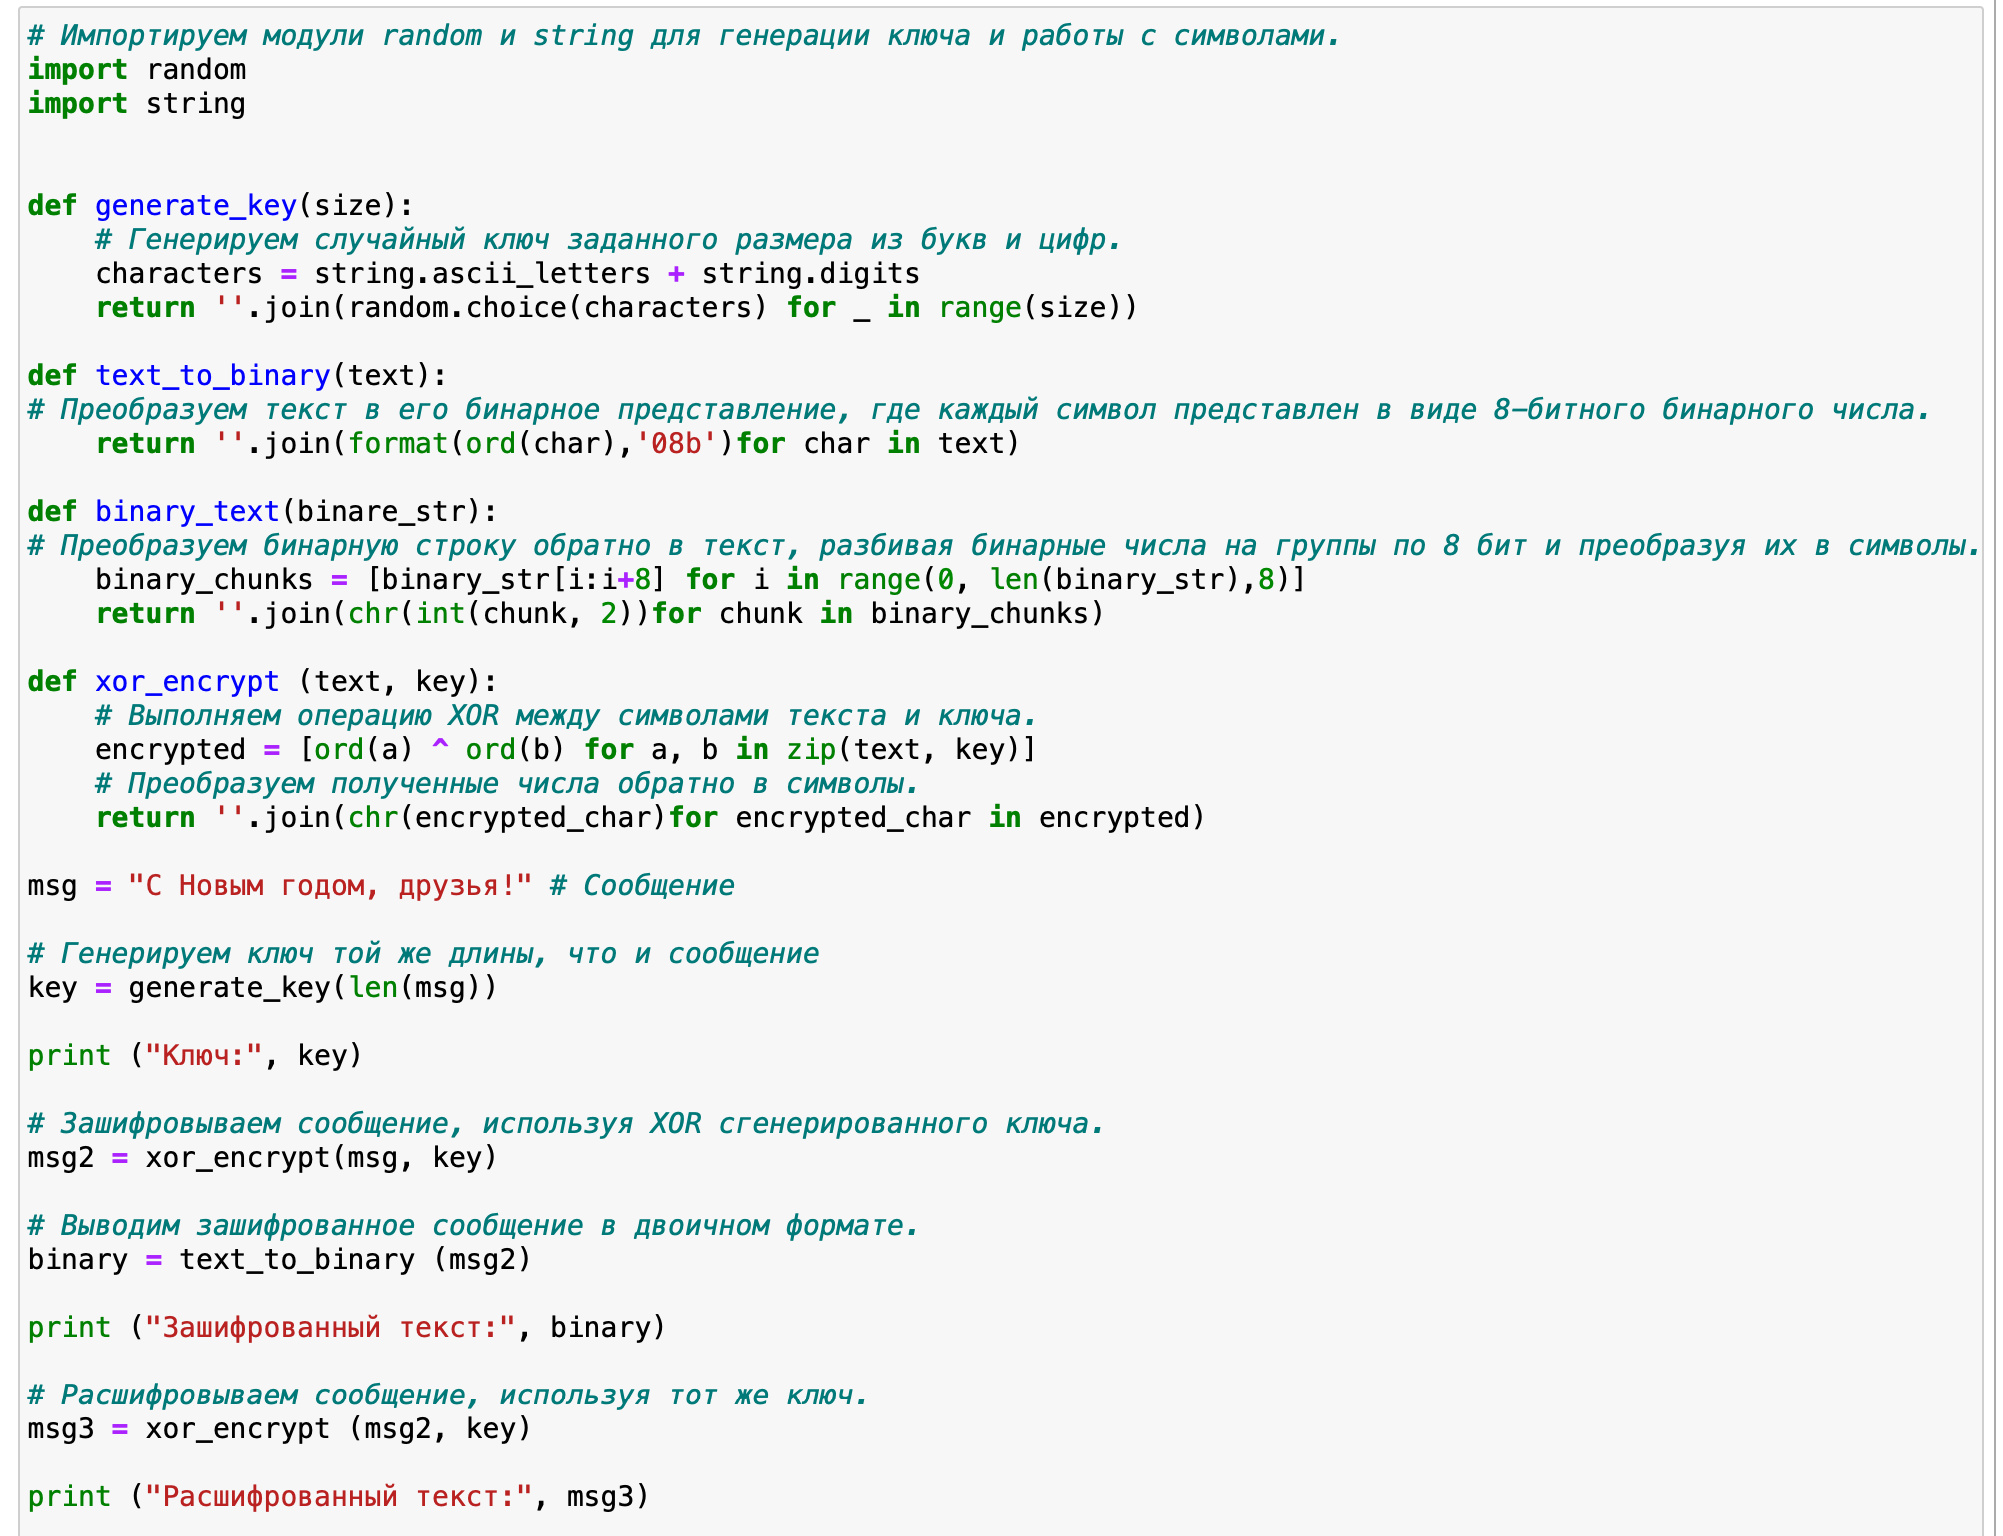 # Импортируем модули random и string для генерации ключа и работы с символами.
import random
import string
def generate_key(size):
# Генерируем случайный ключ заданного размера из букв и цифр.
characters = string.ascii_letters + string.digits
return ''.join(random.choice(characters) for _ in range(size))
def text_to_binary(text):
# Преобразуем текст в его бинарное представление, где каждый символ представлен в виде 8-битного бинарного числа.
return ''.join(format(ord(char),'08b')for char in text)
def binary_text(binare_str):
# Преобразуем бинарную строку обратно в текст, разбивая бинарные числа на группы по 8 бит и преобразуя их в символы.
binary_chunks = [binary_str[i:i+8] for i in range(0, len(binary_str),8)]
return ''.join(chr(int(chunk, 2))for chunk in binary_chunks)
def xor_encrypt (text, key):
# Выполняем операцию XOR между символами текста и ключа.
encrypted = [ord(a) ^ ord(b) for a, b in zip(text, key)]
# Преобразуем полученные числа обратно в символы.
return ''.join(chr(encrypted_char)for encrypted_char in encrypted)
msg = "С Новым годом, друзья!" # Сообщение
# Генерируем ключ той же длины, что и сообщение
key = generate_key(len(msg))
print ("Ключ:", key)
# Зашифровываем сообщение, используя XOR сгенерированного ключа.
msg2 = xor_encrypt(msg, key)
# Выводим зашифрованное сообщение в двоичном формате.
binary = text_to_binary (msg2)
print ("Зашифрованный текст:", binary)
# Расшифровываем сообщение, используя тот же ключ.
msg3 = xor_encrypt (msg2, key)
print ("Расшифрованный текст:", msg3)